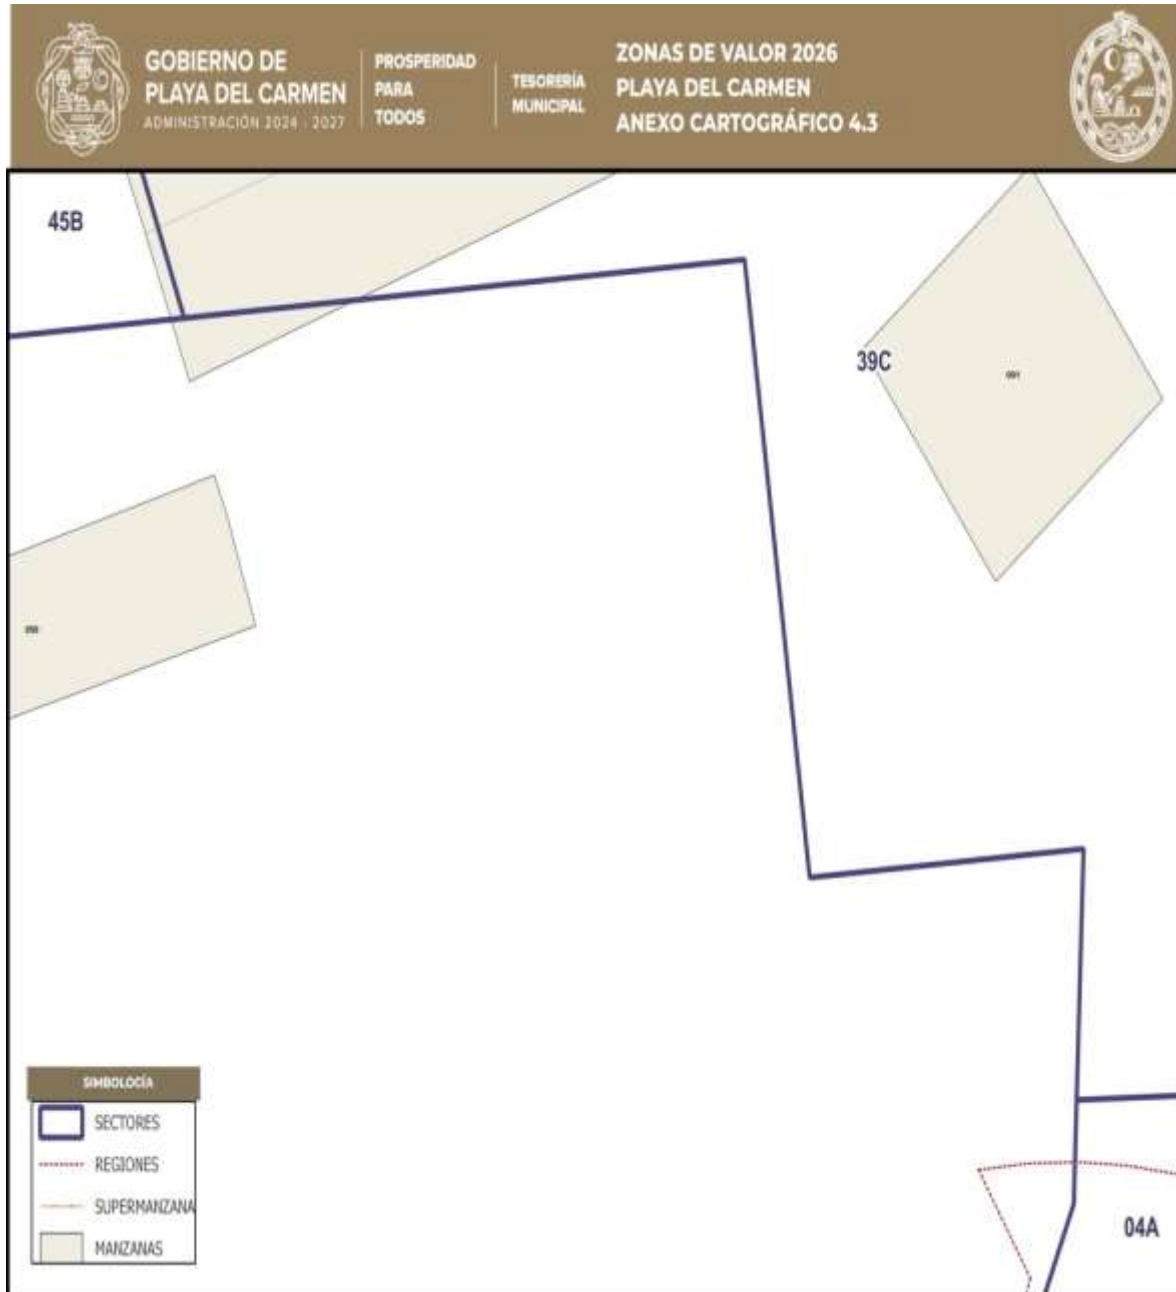 GOBIERNO DE
PLAYA DEL CARMEN
ADMINISTRACIÓN 2024 - 2027
PROSPERIDAD
PARA
TODOS
TESORERÍA
MUNICIPAL
ZONAS DE VALOR 2026
PLAYA DEL CARMEN
ANEXO CARTOGRÁFICO 4.3
45B
39C
04A
SIMBOLOGÍA
SECTORES
REGIONES
SUPERMANZANA
MANZANAS